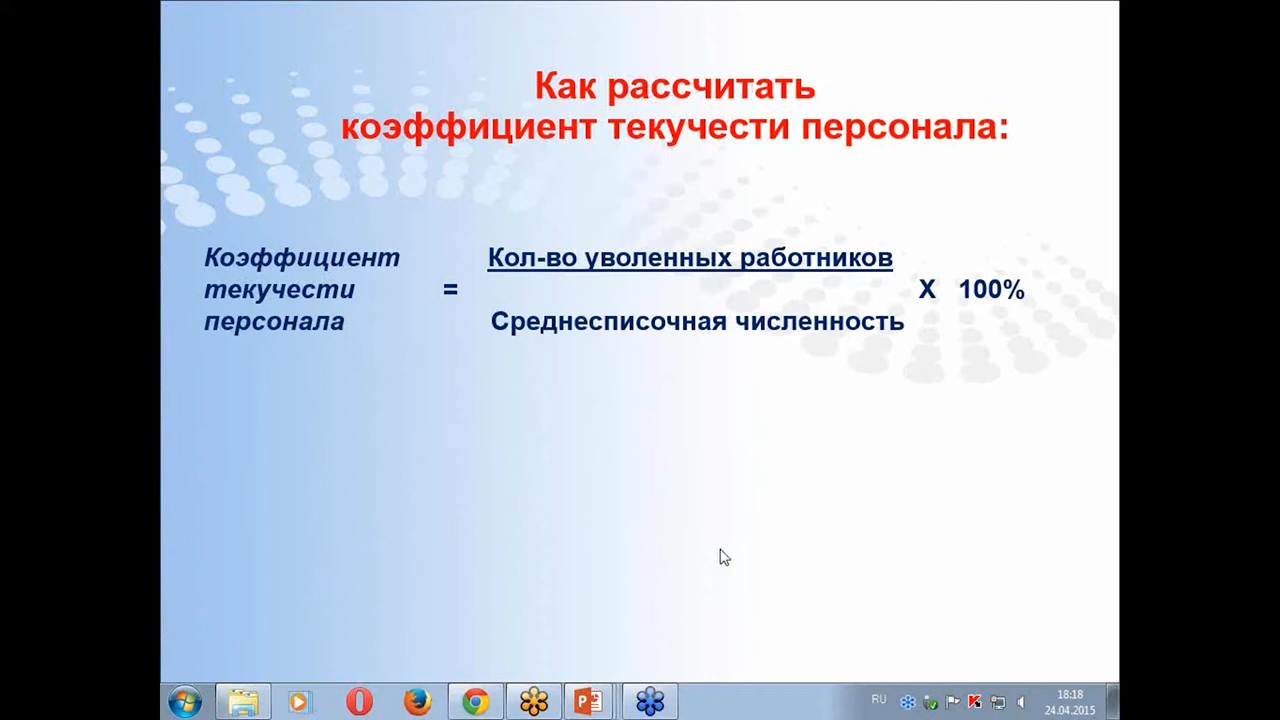 Как рассчитать
коэффициент текучести персонала:
Коэффициент
текучести
персонала
=
Кол-во уволенных работников
Среднесписочная численность
X 100%
RU
18:18
24.04.2015